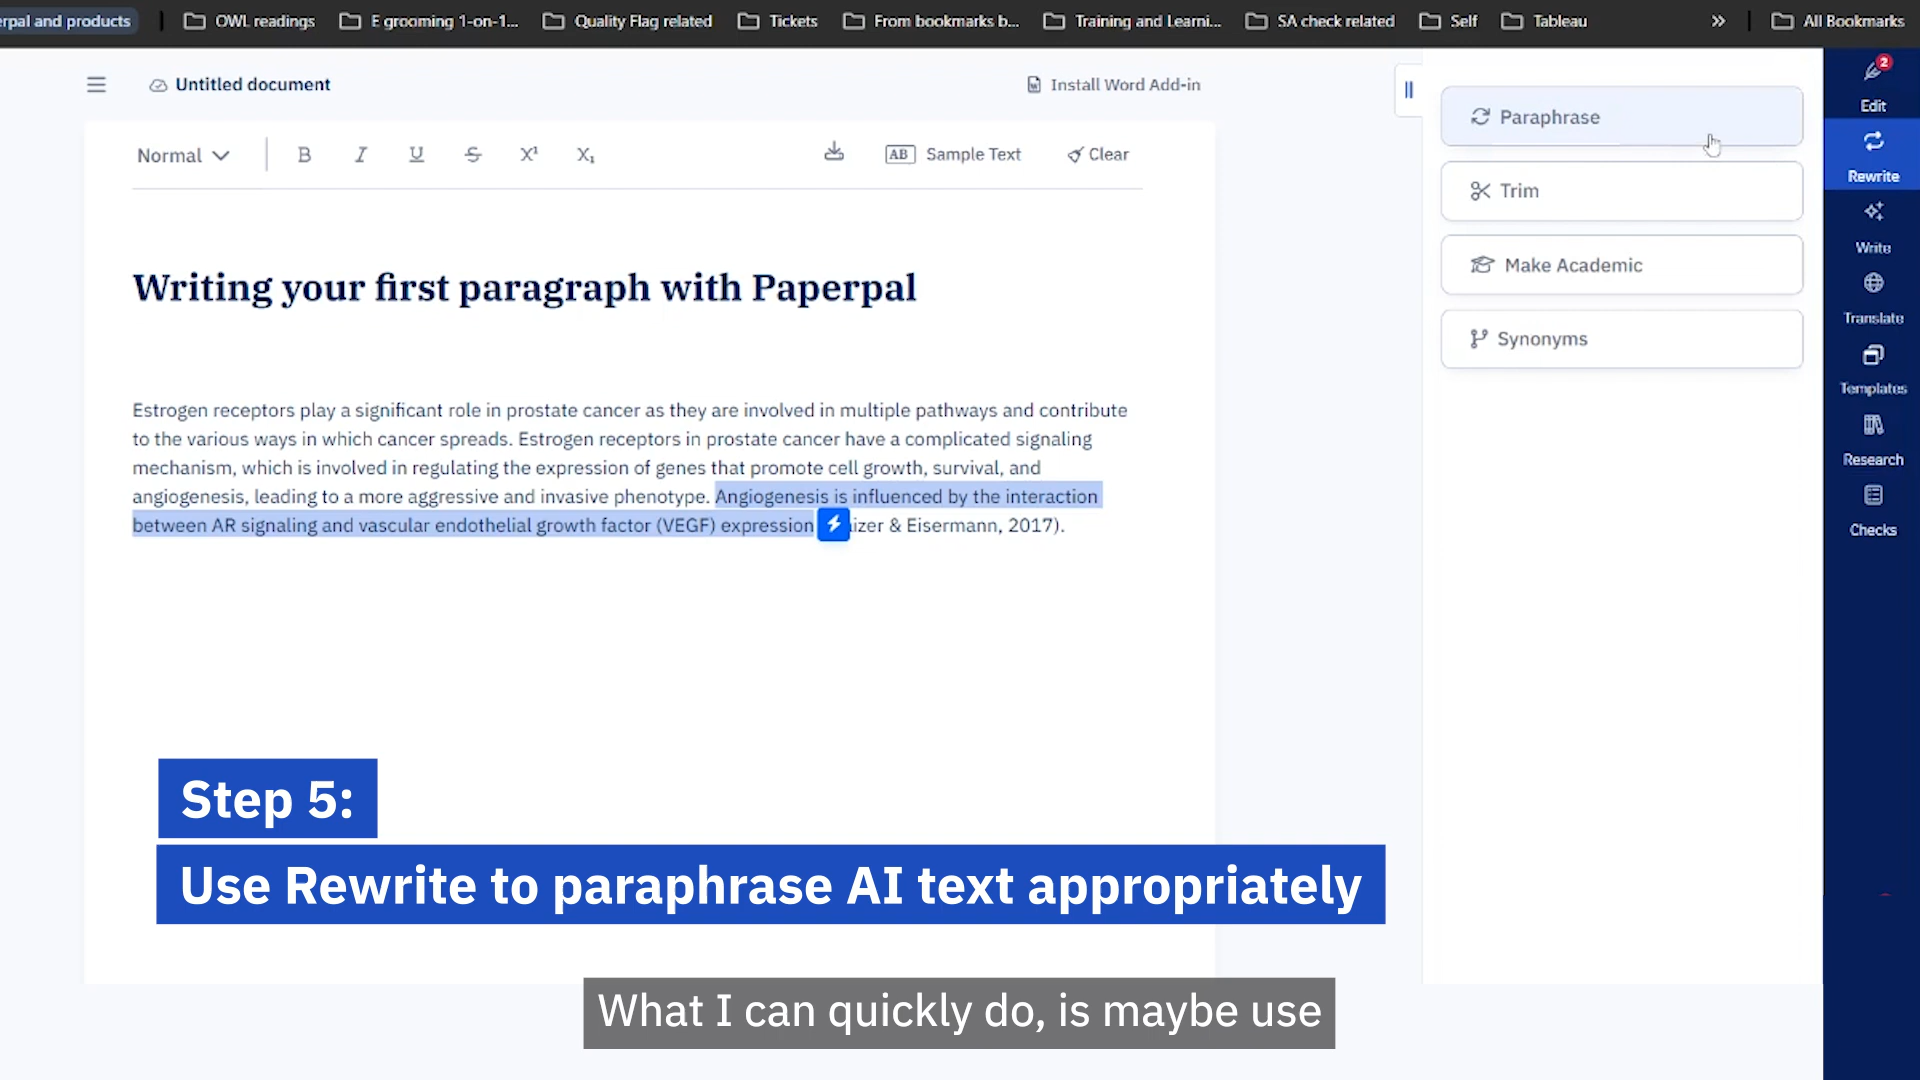 erpal and products
OWL readings
E grooming 1-on-1...
Quality Flag related
Tickets
From bookmarks b...
Training and Learni...
SA check related
Self
Tableau
»
All Bookmarks
Untitled document
Install Word Add-in
Normal
B
I
U
S
X¹
X₁
AB Sample Text
Clear
Writing your first paragraph with Paperpal
Estrogen receptors play a significant role in prostate cancer as they are involved in multiple pathways and contribute
to the various ways in which cancer spreads. Estrogen receptors in prostate cancer have a complicated signaling
mechanism, which is involved in regulating the expression of genes that promote cell growth, survival, and
angiogenesis, leading to a more aggressive and invasive phenotype. Angiogenesis is influenced by the interaction
between AR signaling and vascular endothelial growth factor (VEGF) expression izer & Eisermann, 2017).
Paraphrase
Trim
Make Academic
Synonyms
2
Edit
Rewrite
Write
Translate
Templates
Research
Checks
Step 5:
Use Rewrite to paraphrase AI text appropriately
What I can quickly do, is maybe use